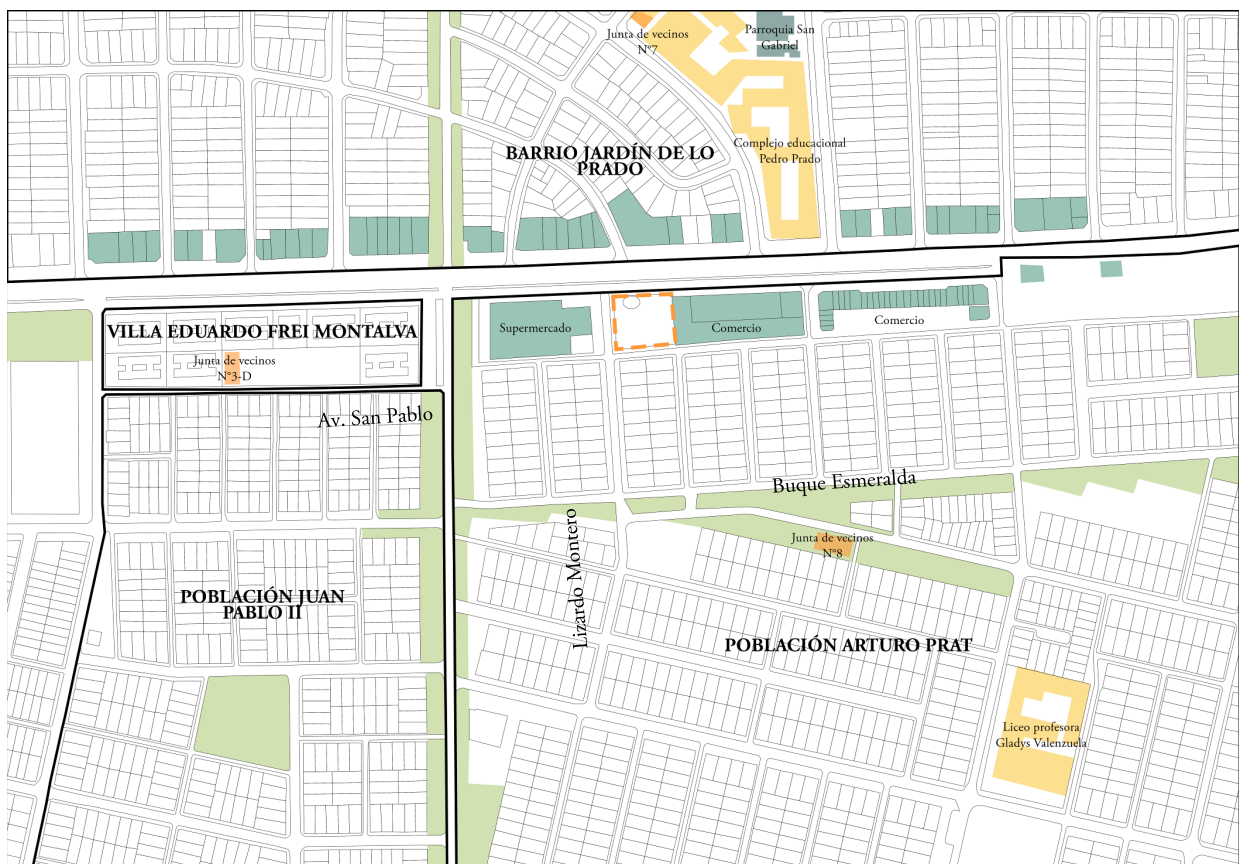 Junta de vecinos
N°7
Parroquia San
Gabriel
Complejo educacional
Pedro Prado
BARRIO JARDÍN DE LO
PRADO
VILLA EDUARDO FREI MONTALVA
Junta de vecinos
N°3-D
Supermercado
Comercio
Comercio
Av. San Pablo
Buque Esmeralda
Lizardo Montero
Junta de vecinos
N°8
POBLACIÓN JUAN
PABLO II
POBLACIÓN ARTURO PRAT
Liceo profesora
Gladys Valenzuela